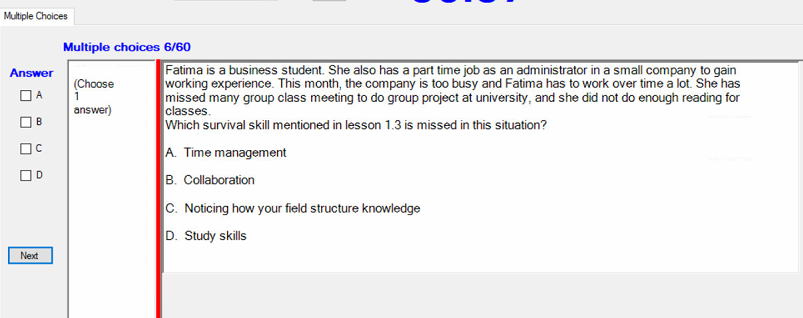 Multiple Choices
Multiple choices 6/60
Answer
A
B
C
D
Next
(Choose
1
answer)
Fatima is a business student. She also has a part time job as an administrator in a small company to gain
working experience. This month, the company is too busy and Fatima has to work over time a lot. She has
missed many group class meeting to do group project at university, and she did not do enough reading for
classes.
Which survival skill mentioned in lesson 1.3 is missed in this situation?
A. Time management
B. Collaboration
C. Noticing how your field structure knowledge
D. Study skills